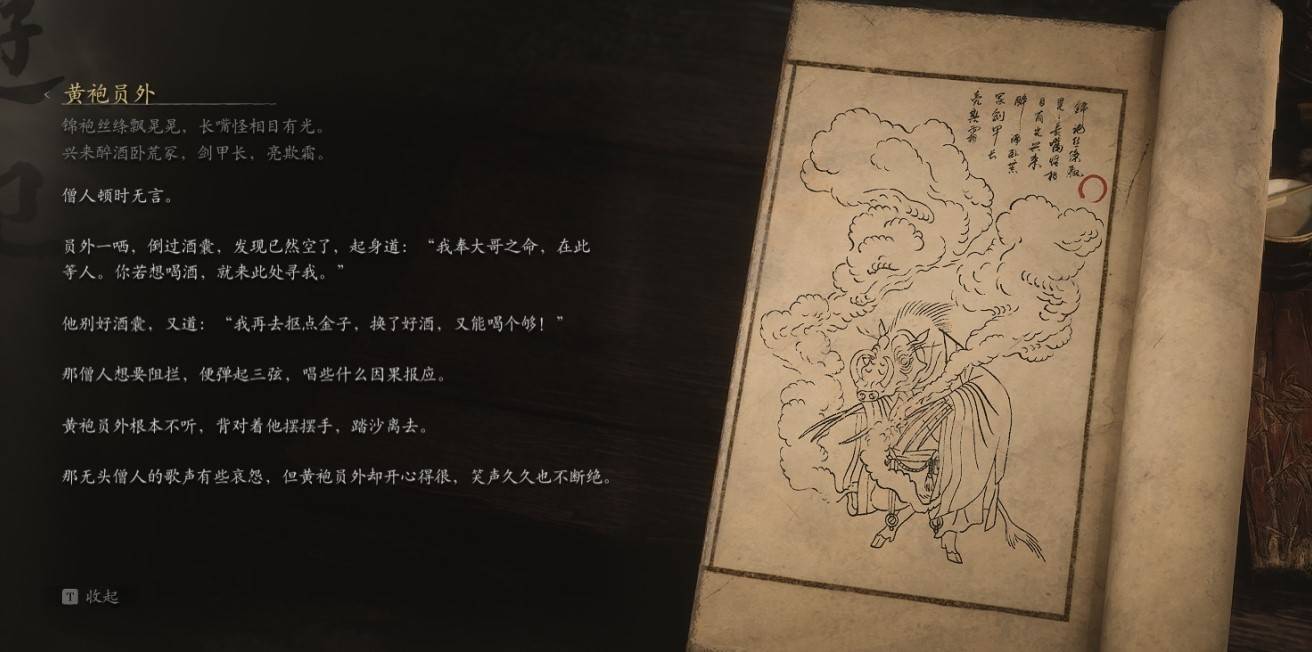 黄袍员外
锦袍丝绦飘晃晃，长嘴怪相目有光。
兴来醉酒卧荒冢，剑甲长，亮欺霜。
僧人顿时无言。
员外一哂，倒过酒囊，发现已然空了，起身道：“我奉大哥之命，在此
等人。你若想喝酒，就来此处寻我。”
他别好酒囊，又道：“我再去抠点金子，换了好酒，又能喝个够！”
那僧人想要阻拦，便弹起三弦，唱些什么因果报应。
黄袍员外根本不听，背对着他摆摆手，踏沙离去。
那无头僧人的歌声有些哀怨，但黄袍员外却开心得很，笑声久久也不断绝。
T 收起
锦袍丝绦飘
晃晃长嘴怪相
目有光兴来
醉酒卧荒
冢剑甲长
亮欺霜